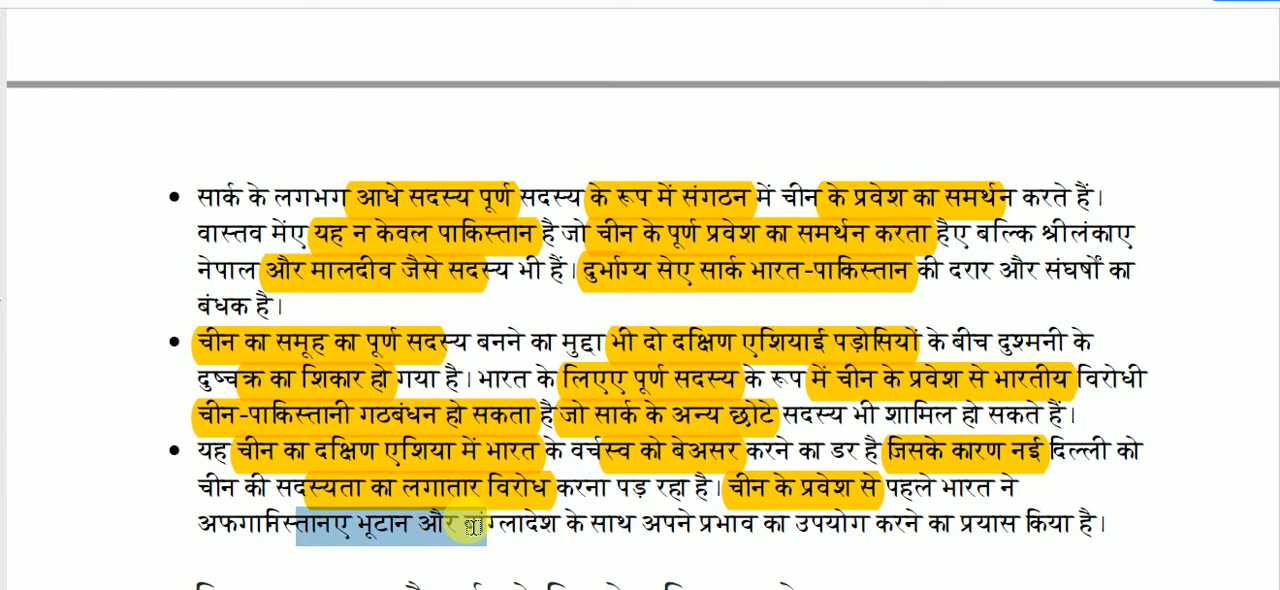 • सार्क के लगभग आधे सदस्य पूर्ण सदस्य के रूप में संगठन में चीन के प्रवेश का समर्थन करते हैं।
वास्तव मेंए यह न केवल पाकिस्तान है जो चीन के पूर्ण प्रवेश का समर्थन करता हैए बल्कि श्रीलंकाए
नेपाल और मालदीव जैसे सदस्य भी हैं। दुर्भाग्य सेए सार्क भारत-पाकिस्तान की दरार और संघर्षों का
बंधक है।
• चीन का समूह का पूर्ण सदस्य बनने का मुद्दा भी दो दक्षिण एशियाई पड़ोसियों के बीच दुश्मनी के
दुष्चक्र का शिकार हो गया है। भारत के लिएए पूर्ण सदस्य के रूप में चीन के प्रवेश से भारतीय विरोधी
चीन-पाकिस्तानी गठबंधन हो सकता है जो सार्क के अन्य छोटे सदस्य भी शामिल हो सकते हैं।
• यह चीन का दक्षिण एशिया में भारत के वर्चस्व को बेअसर करने का डर है जिसके कारण नई दिल्ली को
चीन की सदस्यता का लगातार विरोध करना पड़ रहा है। चीन के प्रवेश से पहले भारत ने
अफगानिस्तानए भूटान और बांग्लादेश के साथ अपने प्रभाव का उपयोग करने का प्रयास किया है।